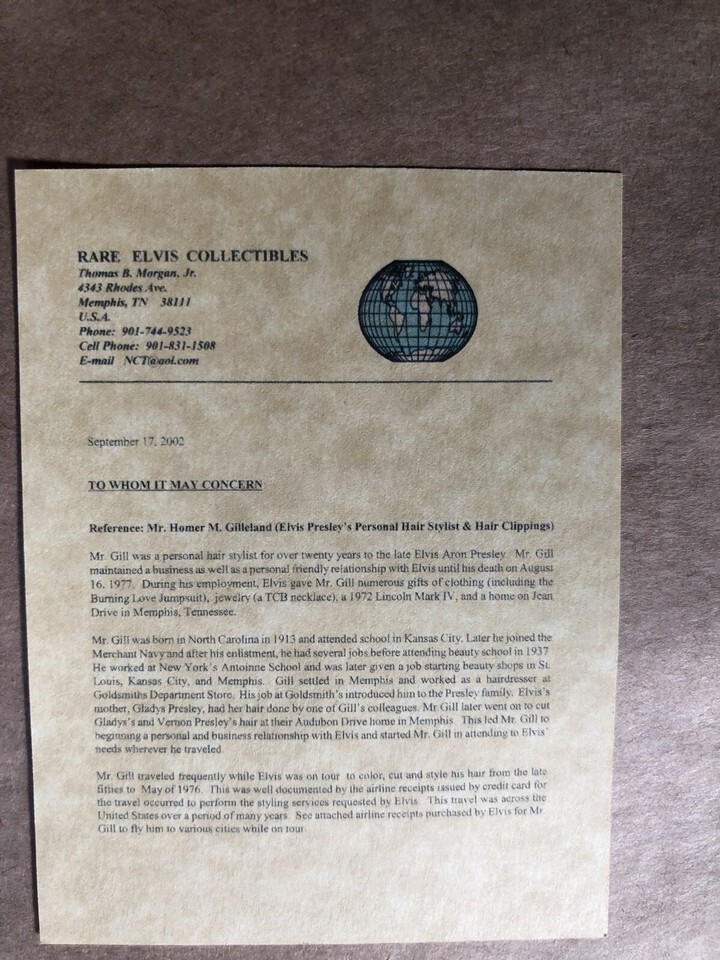 RARE ELVIS COLLECTIBLES
Thomas B. Morgan, Jr.
4343 Rhodes Ave.
Memphis, TN 38111
U.S.A.
Phone: 901-744-9523
Cell Phone: 901-831-1508
E-mail NCT@aol.com
September 17, 2002
TO WHOM IT MAY CONCERN
Reference: Mr. Homer M. Gilleland (Elvis Presley's Personal Hair Stylist & Hair Clippings)
Mr. Gill was a personal hair stylist for over twenty years to the late Elvis Aron Presley. Mr. Gill
maintained a business as well as a personal friendly relationship with Elvis until his death on August
16, 1977. During his employment, Elvis gave Mr. Gill numerous gifts of clothing (including the
Burning Love Jumpsuit), jewelry (a TCB necklace), a 1972 Lincoln Mark IV, and a home on Jean
Drive in Memphis, Tennessee.
Mr. Gill was born in North Carolina in 1913 and attended school in Kansas City. Later he joined the
Merchant Navy and after his enlistment, he had several jobs before attending beauty school in 1937
He worked at New York's Antoinne School and was later given a job starting beauty shops in St.
Louis, Kansas City, and Memphis. Gill settled in Memphis and worked as a hairdresser at
Goldsmiths Department Store. His job at Goldsmith's introduced him to the Presley family. Elvis's
mother, Gladys Presley, had her hair done by one of Gill's colleagues. Mr Gill later went on to cut
Gladys's and Vernon Presley's hair at their Audubon Drive home in Memphis. This led Mr. Gill to
beginning a personal and business relationship with Elvis and started Mr. Gill in attending to Elvis'
needs wherever he traveled.
Mr. Gill traveled frequently while Elvis was on tour to color, cut and style his hair from the late
fifties to May of 1976. This was well documented by the airline receipts issued by credit card for
the travel occurred to perform the styling services requested by Elvis. This travel was across the
United States over a period of many years. See attached airline receipts purchased by Elvis for Mr.
Gill to fly him to various cities while on tour.